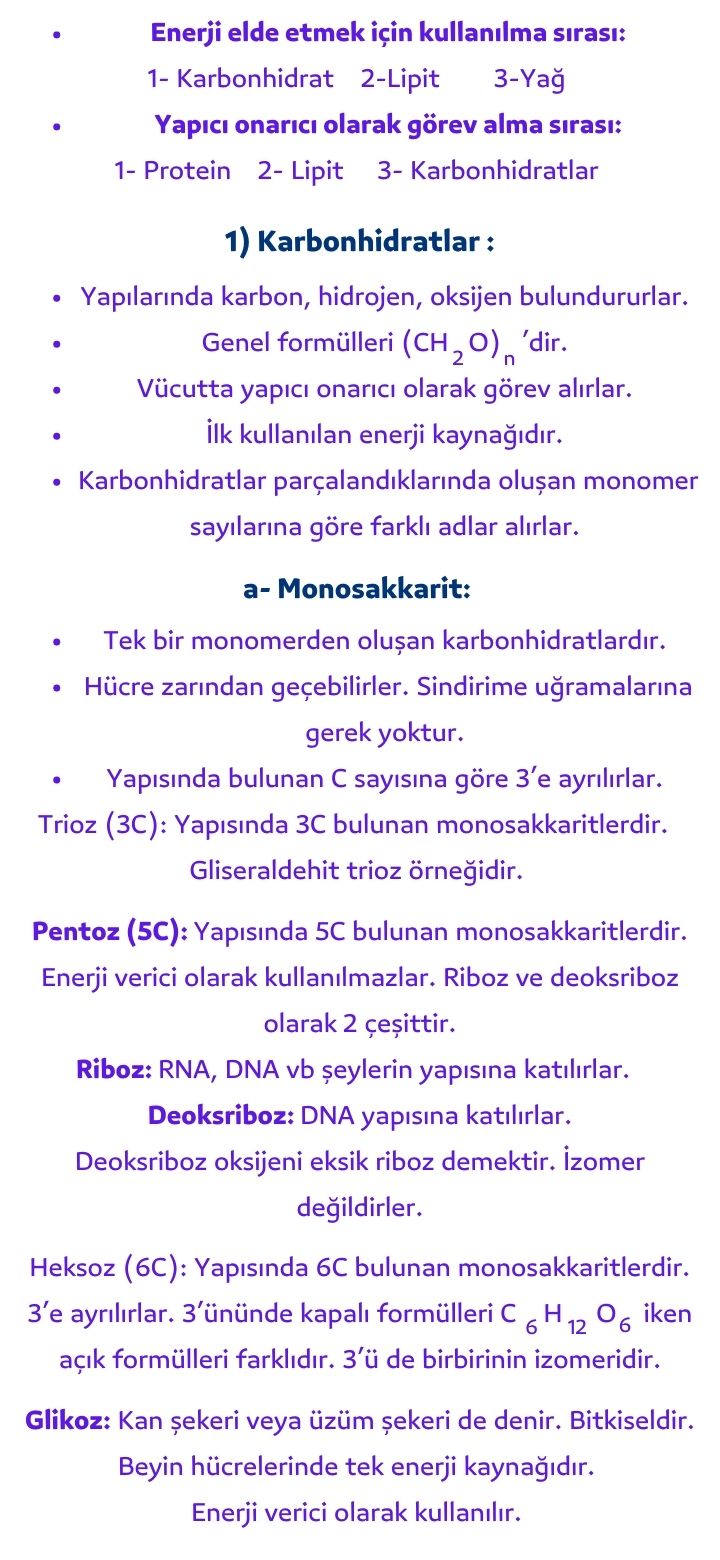 • Enerji elde etmek için kullanılma sırası:
1- Karbonhidrat 2-Lipit 3-Yağ
• Yapıcı onarıcı olarak görev alma sırası:
1- Protein 2- Lipit 3- Karbonhidratlar
1) Karbonhidratlar :
• Yapılarında karbon, hidrojen, oksijen bulundururlar.
• Genel formülleri (CH₂O)ₙ ’dir.
• Vücutta yapıcı onarıcı olarak görev alırlar.
• İlk kullanılan enerji kaynağıdır.
• Karbonhidratlar parçalandıklarında oluşan monomer
sayılarına göre farklı adlar alırlar.
a- Monosakkarit:
• Tek bir monomerden oluşan karbonhidratlardır.
• Hücre zarından geçebilirler. Sindirime uğramalarına
gerek yoktur.
• Yapısında bulunan C sayısına göre 3’e ayrılırlar.
Trioz (3C): Yapısında 3C bulunan monosakkaritlerdir.
Gliseraldehit trioz örneğidir.
Pentoz (5C): Yapısında 5C bulunan monosakkaritlerdir.
Enerji verici olarak kullanılmazlar. Riboz ve deoksriboz
olarak 2 çeşittir.
Riboz: RNA, DNA vb şeylerin yapısına katılırlar.
Deoksriboz: DNA yapısına katılırlar.
Deoksriboz oksijeni eksik riboz demektir. İzomer
değildirler.
Heksoz (6C): Yapısında 6C bulunan monosakkaritlerdir.
3’e ayrılırlar. 3’ününde kapalı formülleri C₆H₁₂O₆ iken
açık formülleri farklıdır. 3’ü de birbirinin izomeridir.
Glikoz: Kan şekeri veya üzüm şekeri de denir. Bitkiseldir.
Beyin hücrelerinde tek enerji kaynağıdır.
Enerji verici olarak kullanılır.